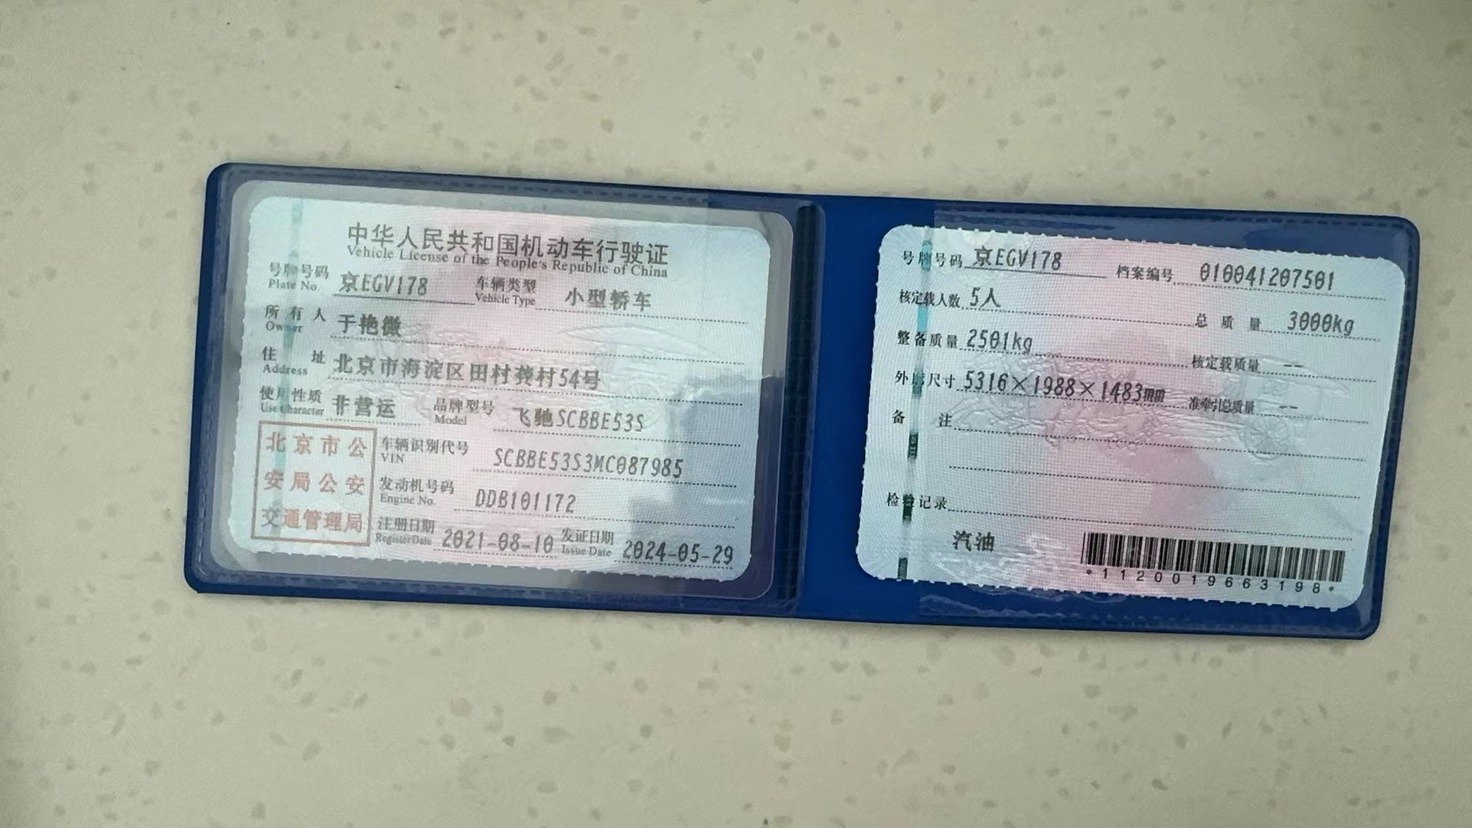 中华人民共和国机动车行驶证
Vehicle License of the People's Republic of China
号牌号码 京EGV178 车辆类型 小型轿车
Plate No. Vehicle Type
所有人 于艳微
Owner
住址 北京市海淀区田村龚村54号
Address
使用性质 非营运 品牌型号 飞驰SCBBE53S
Use Character Model
北京市公
安局公安
交通管理局
车辆识别代号 SCBBE53S3MC087985
VIN
发动机号码 DDB101172
Engine No.
注册日期 2021-08-10 发证日期 2024-05-29
Register Date Issue Date
号牌号码 京EGV178 档案编号 010041207501
核定载人数 5人 总质量 3000kg
整备质量 2501kg 核定载质量 --
外廓尺寸 5316×1988×1483mm 准牵引总质量 --
备注
检验记录
汽油
*1120019663198*